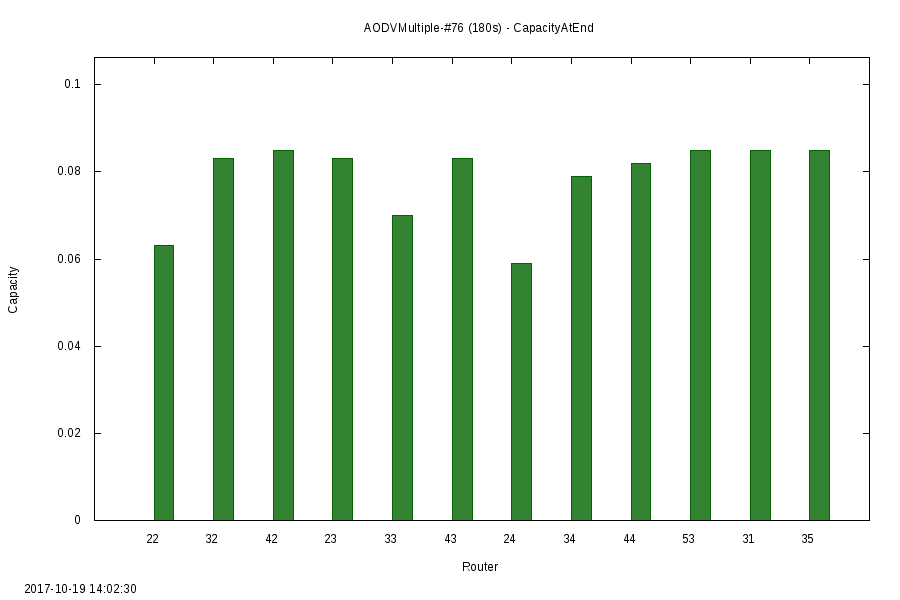 AODVMultiple-#76 (180s) - CapacityAtEnd
0.1
0.08
0.06
0.04
0.02
0
Capacity
22 32 42 23 33 43 24 34 44 53 31 35
Router
2017-10-19 14:02:30